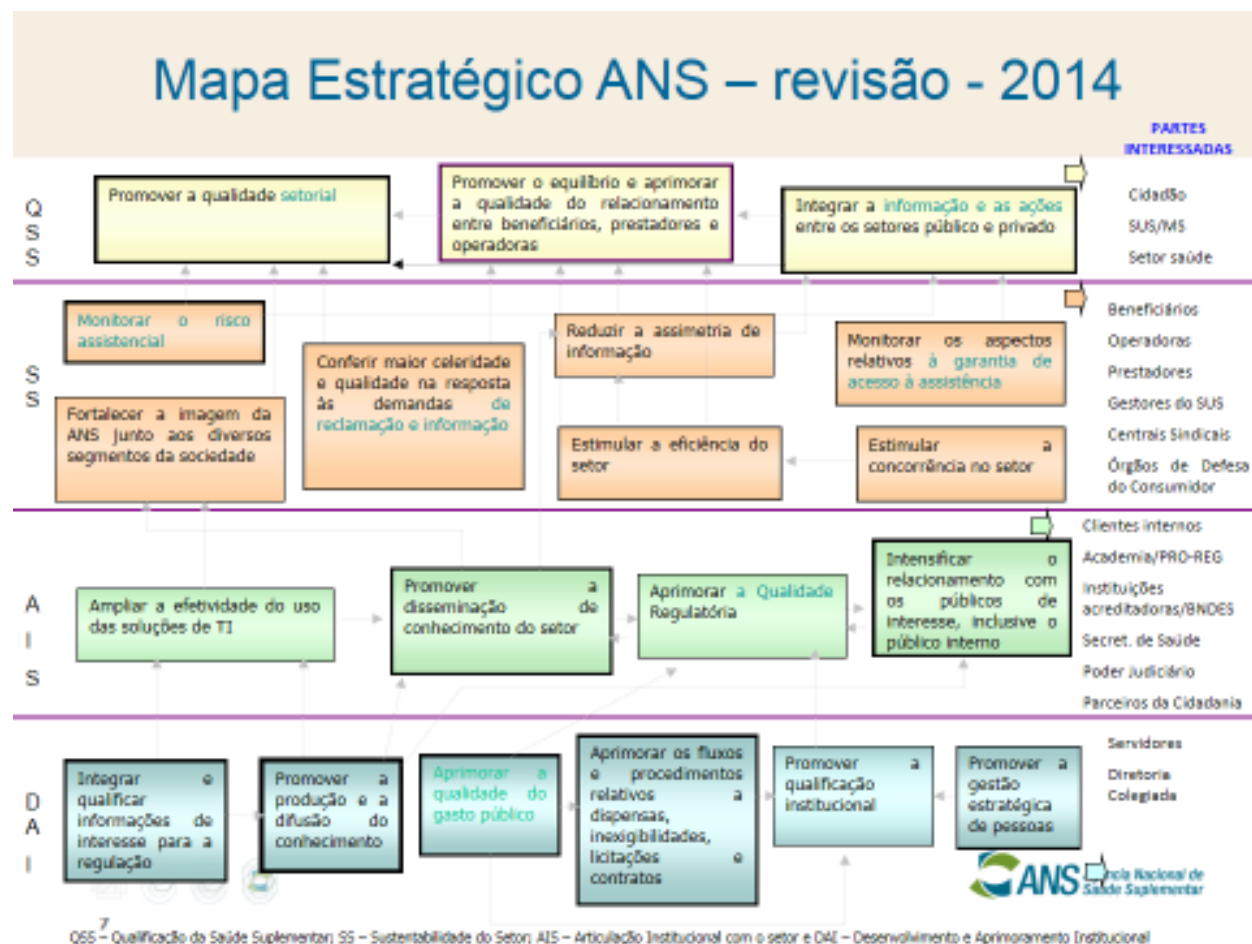 Mapa Estratégico ANS – revisão - 2014
PARTES
INTERESSADAS
Q
S
S
Promover a qualidade setorial
Promover o equilíbrio e aprimorar
a qualidade do relacionamento
entre beneficiários, prestadores e
operadoras
Integrar a informação e as ações
entre os setores público e privado
Cidadão
SUS/MS
Setor saúde
S
S
Monitorar o risco
assistencial
Fortalecer a imagem da
ANS junto aos diversos
segmentos da sociedade
Conferir maior celeridade
e qualidade na resposta
às demandas de
reclamação e informação
Reduzir a assimetria de
informação
Estimular a eficiência do
setor
Monitorar os aspectos
relativos à garantia de
acesso à assistência
Estimular a
concorrência no setor
Beneficiários
Operadoras
Prestadores
Gestores do SUS
Centrais Sindicais
Órgãos de Defesa
do Consumidor
A
I
S
Ampliar a efetividade do uso
das soluções de TI
Promover a
disseminação de
conhecimento do setor
Aprimorar a Qualidade
Regulatória
Intensificar o
relacionamento com
os públicos de
interesse, inclusive o
público interno
Clientes internos
Academia/PRO-REG
Instituições
acreditadoras/BNDES
Secret. de Saúde
Poder Judiciário
Parceiros da Cidadania
D
A
I
Integrar e
qualificar
informações de
interesse para a
regulação
Promover a
produção e a
difusão do
conhecimento
Aprimorar a
qualidade do
gasto público
Aprimorar os fluxos
e procedimentos
relativos a
dispensas,
inexigibilidades,
licitações e
contratos
Promover a
qualificação
institucional
Promover a
gestão
estratégica
de pessoas
Servidores
Diretoria
Colegiada
ANS
Nacional de
Saúde Suplementar
7
QSS – Qualificação da Saúde Suplementar; SS – Sustentabilidade do Setor; AIS – Articulação Institucional com o setor e DAI – Desenvolvimento e Aprimoramento Institucional